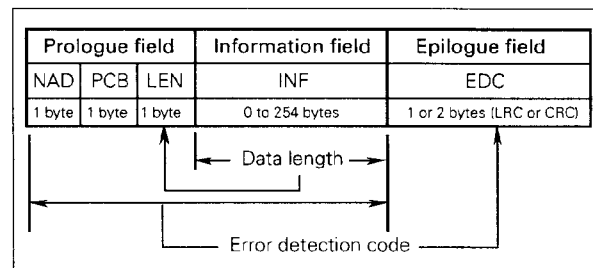 Prologue field Information field Epilogue field
NAD PCB LEN INF EDC
1 byte 1 byte 1 byte 0 to 254 bytes 1 or 2 bytes (LRC or CRC)
Data length
Error detection code